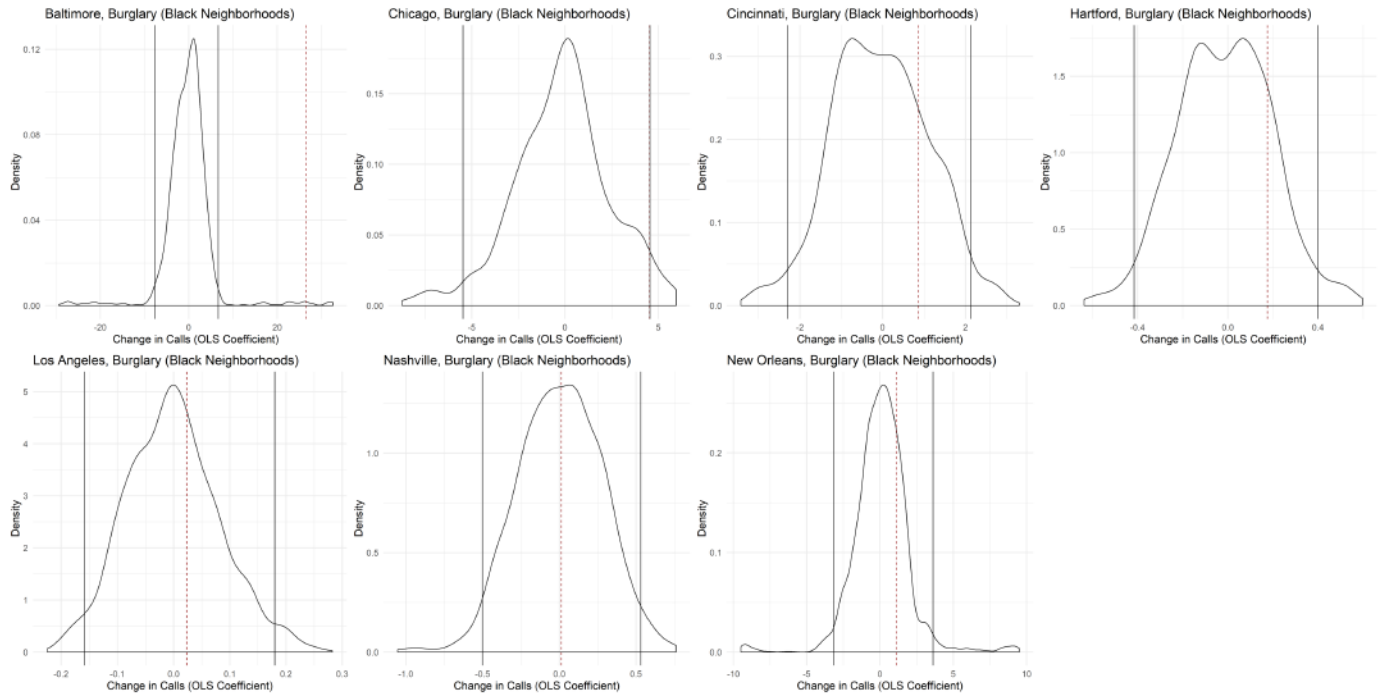 Baltimore, Burglary (Black Neighborhoods)
0.12
0.08
0.04
0.00
Density
-20
0
20
Change in Calls (OLS Coefficient)
Chicago, Burglary (Black Neighborhoods)
0.15
0.10
0.05
0.00
Density
-5
0
5
Change in Calls (OLS Coefficient)
Cincinnati, Burglary (Black Neighborhoods)
0.3
0.2
0.1
0.0
Density
-2
0
2
Change in Calls (OLS Coefficient)
Hartford, Burglary (Black Neighborhoods)
1.5
1.0
0.5
0.0
Density
-0.4
0.0
0.4
Change in Calls (OLS Coefficient)
Los Angeles, Burglary (Black Neighborhoods)
5
4
3
2
1
0
Density
-0.2
-0.1
0.0
0.1
0.2
0.3
Change in Calls (OLS Coefficient)
Nashville, Burglary (Black Neighborhoods)
1.0
0.5
0.0
Density
-1.0
-0.5
0.0
0.5
Change in Calls (OLS Coefficient)
New Orleans, Burglary (Black Neighborhoods)
0.2
0.1
0.0
Density
-10
-5
0
5
10
Change in Calls (OLS Coefficient)